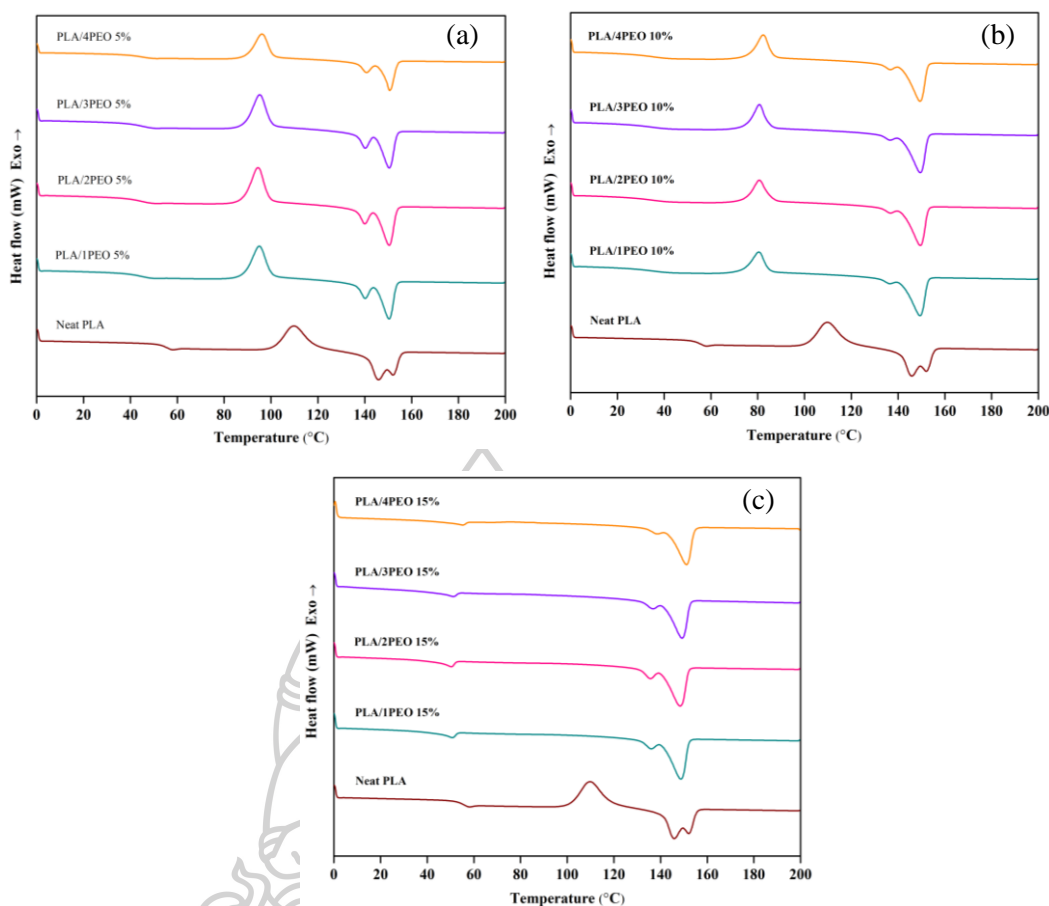 (a)
PLA/4PEO 5%
PLA/3PEO 5%
PLA/2PEO 5%
PLA/1PEO 5%
Neat PLA
Heat flow (mW) Exo →
0 20 40 60 80 100 120 140 160 180 200
Temperature (°C)
(b)
PLA/4PEO 10%
PLA/3PEO 10%
PLA/2PEO 10%
PLA/1PEO 10%
Neat PLA
Heat flow (mW) Exo →
0 20 40 60 80 100 120 140 160 180 200
Temperature (°C)
(c)
PLA/4PEO 15%
PLA/3PEO 15%
PLA/2PEO 15%
PLA/1PEO 15%
Neat PLA
Heat flow (mW) Exo →
0 20 40 60 80 100 120 140 160 180 200
Temperature (°C)